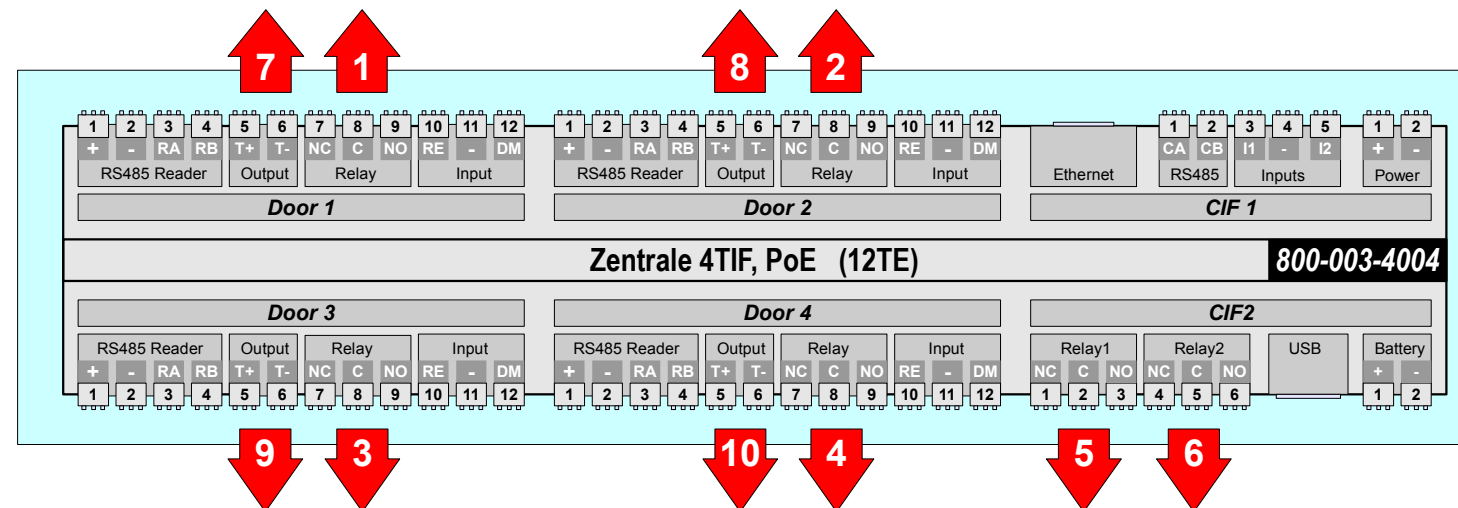 7 1 8 2
1 2 3 4 5 6 7 8 9 10 11 12 1 2 3 4 5 6 7 8 9 10 11 12 1 2 3 4 5 1 2
+ - RA RB T+ T- NC C NO RE - DM + - RA RB T+ T- NC C NO RE - DM CA CB I1 - I2 + -
RS485 Reader Output Relay Input RS485 Reader Output Relay Input Ethernet RS485 Inputs Power
Door 1 Door 2 CIF 1
Zentrale 4TIF, PoE (12TE) 800-003-4004
Door 3 Door 4 CIF2
RS485 Reader Output Relay Input RS485 Reader Output Relay Input Relay1 Relay2 USB Battery
+ - RA RB T+ T- NC C NO RE - DM + - RA RB T+ T- NC C NO RE - DM NC C NO NC C NO + -
1 2 3 4 5 6 7 8 9 10 11 12 1 2 3 4 5 6 7 8 9 10 11 12 1 2 3 4 5 6 1 2
9 3 10 4 5 6